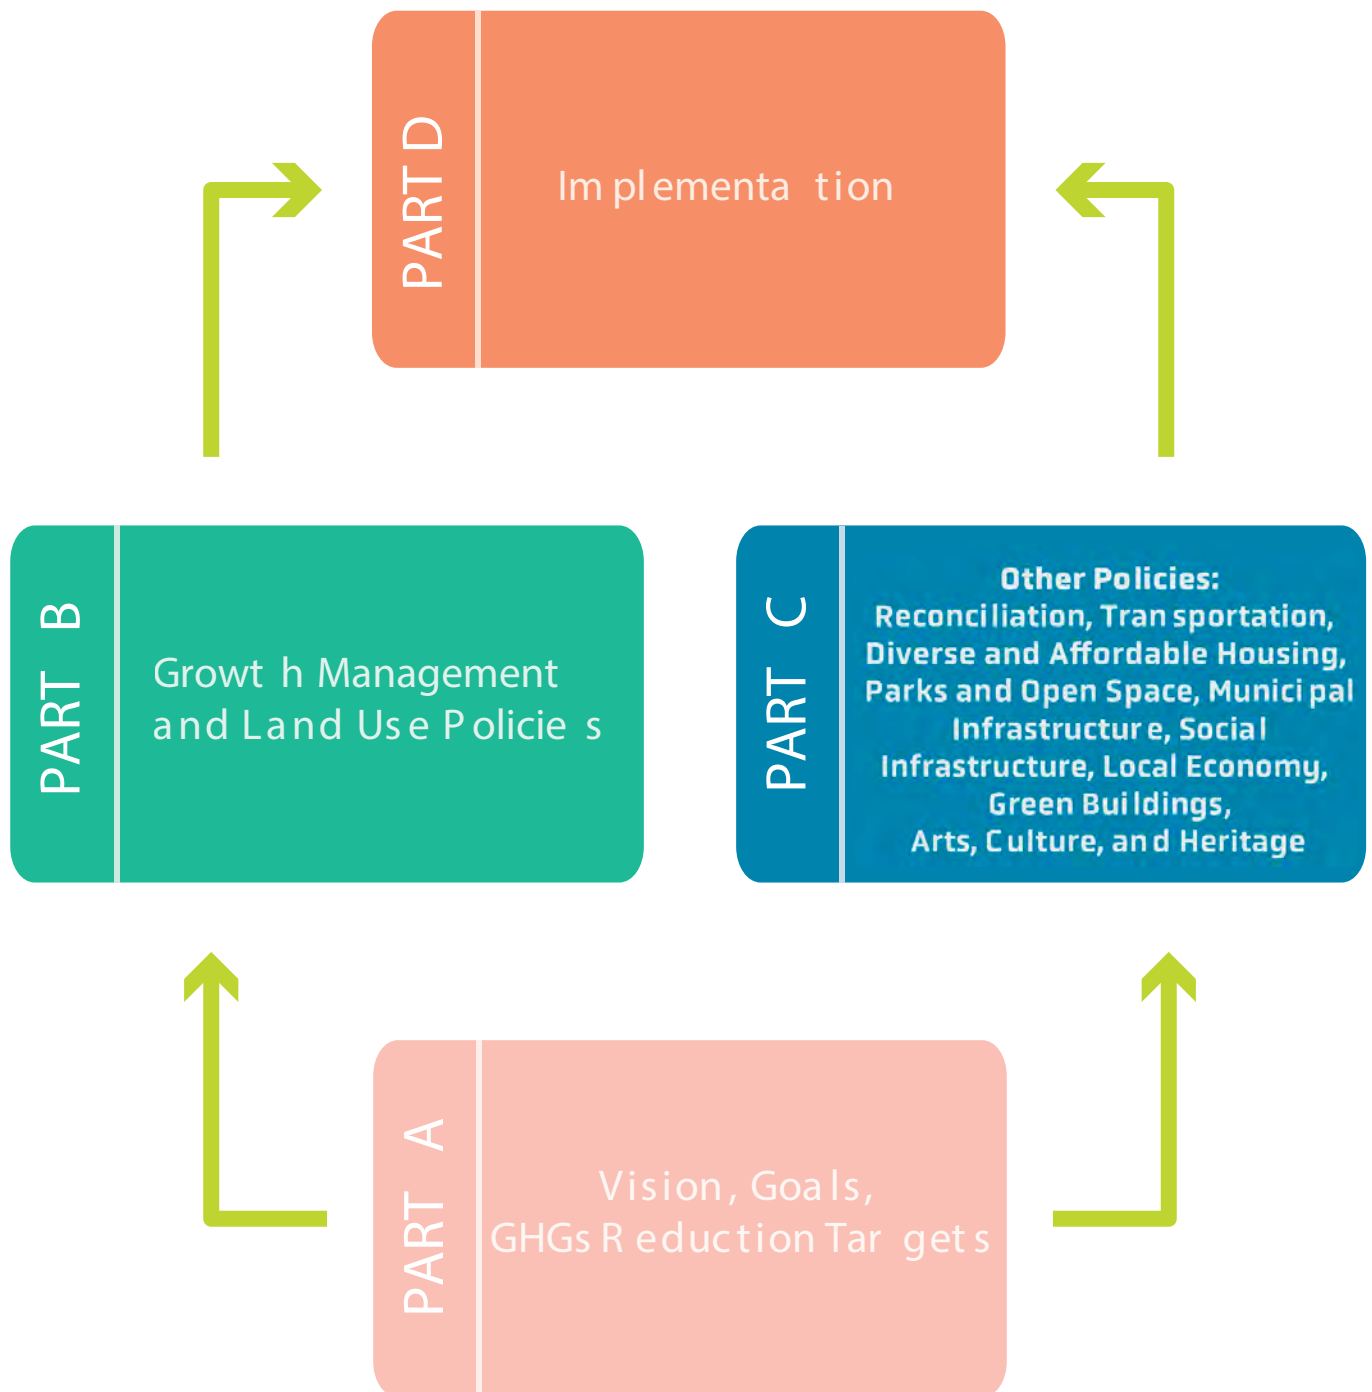 PART D
Implementation
PART B
Growth Management
and Land Use Policies
PART C
Other Policies:
Reconciliation, Transportation,
Diverse and Affordable Housing,
Parks and Open Space, Municipal
Infrastructure, Social
Infrastructure, Local Economy,
Green Buildings,
Arts, Culture, and Heritage
PART A
Vision, Goals,
GHGs Reduction Targets